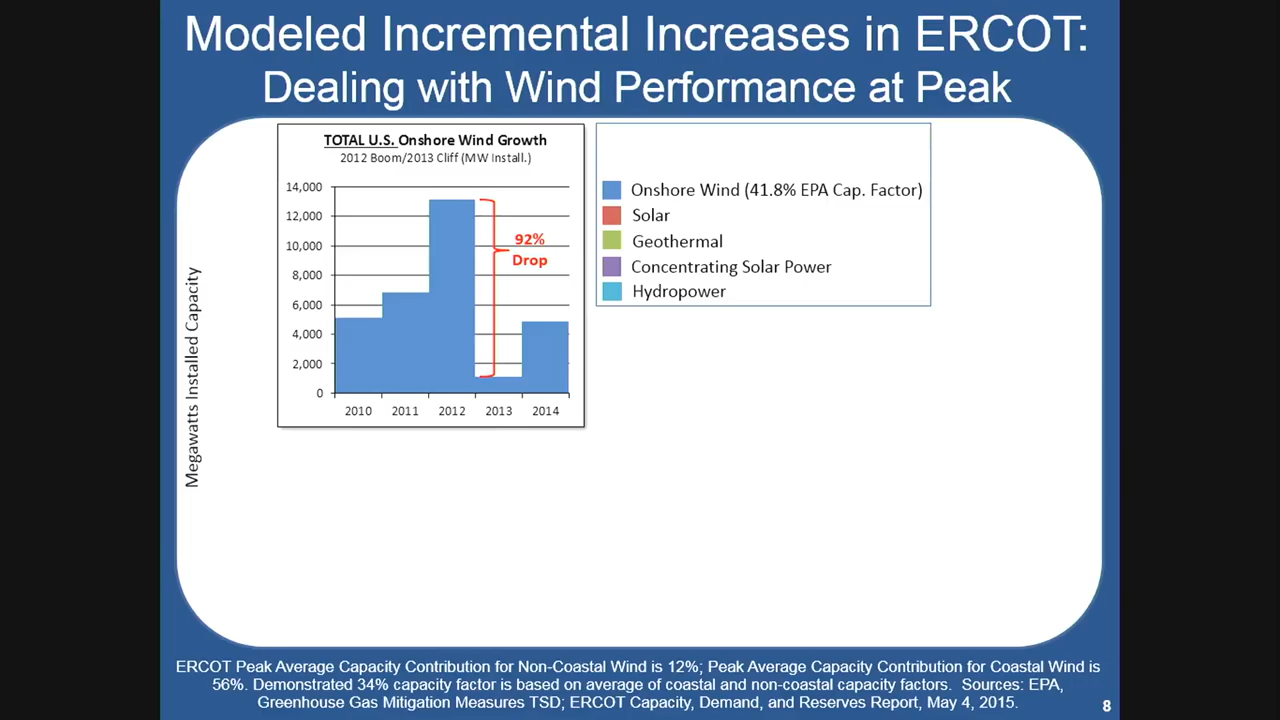 Modeled Incremental Increases in ERCOT:
Dealing with Wind Performance at Peak
TOTAL U.S. Onshore Wind Growth
2012 Boom/2013 Cliff (MW Install.)
14,000
12,000
10,000
8,000
6,000
4,000
2,000
0
92%
Drop
2010 2011 2012 2013 2014
Megawatts Installed Capacity
Onshore Wind (41.8% EPA Cap. Factor)
Solar
Geothermal
Concentrating Solar Power
Hydropower
ERCOT Peak Average Capacity Contribution for Non-Coastal Wind is 12%; Peak Average Capacity Contribution for Coastal Wind is
56%. Demonstrated 34% capacity factor is based on average of coastal and non-coastal capacity factors. Sources: EPA,
Greenhouse Gas Mitigation Measures TSD; ERCOT Capacity, Demand, and Reserves Report, May 4, 2015.
8